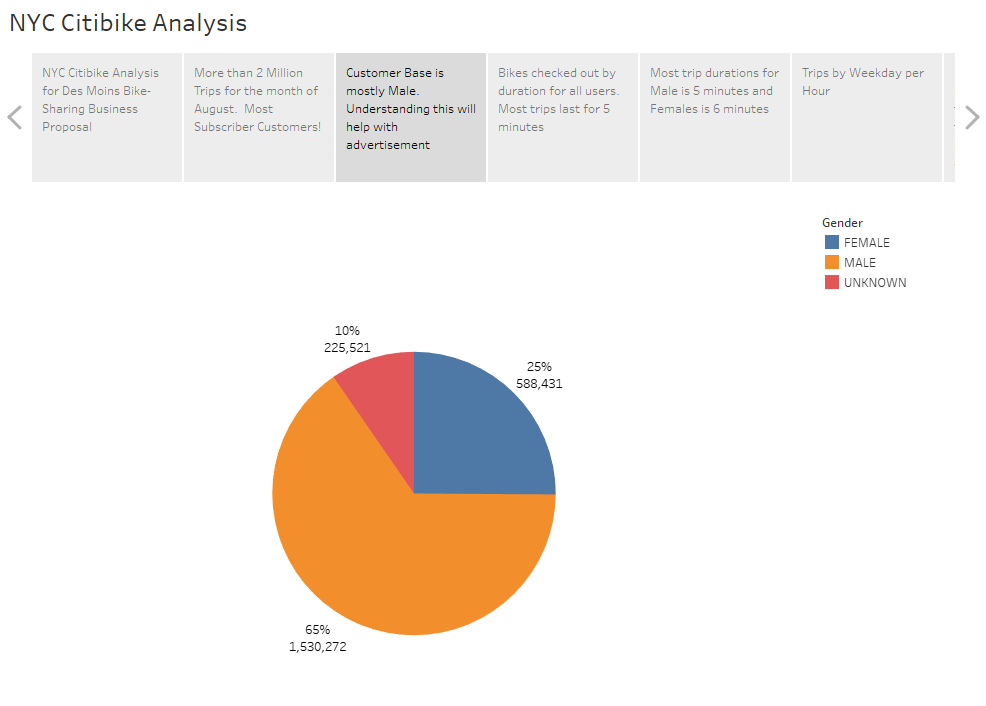 NYC Citibike Analysis
NYC Citibike Analysis
for Des Moins Bike-
Sharing Business
Proposal
More than 2 Million
Trips for the month of
August.  Most
Subscriber Customers!
Customer Base is
mostly Male.
Understanding this will
help with
advertisement
Bikes checked out by
duration for all users.
Most trips last for 5
minutes
Most trip durations for
Male is 5 minutes and
Females is 6 minutes
Trips by Weekday per
Hour
Gender
FEMALE
MALE
UNKNOWN
10%
225,521
25%
588,431
65%
1,530,272